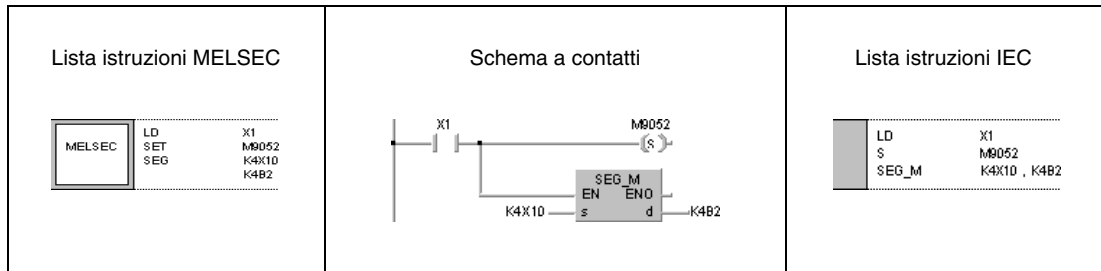 Lista istruzioni MELSEC
MELSEC
LD X1
SET M9052
SEG K4X10
K4B2
Schema a contatti
X1 M9052
S
SEG_M
EN ENO
K4X10 s d K4B2
Lista istruzioni IEC
LD X1
S M9052
SEG_M K4X10 , K4B2